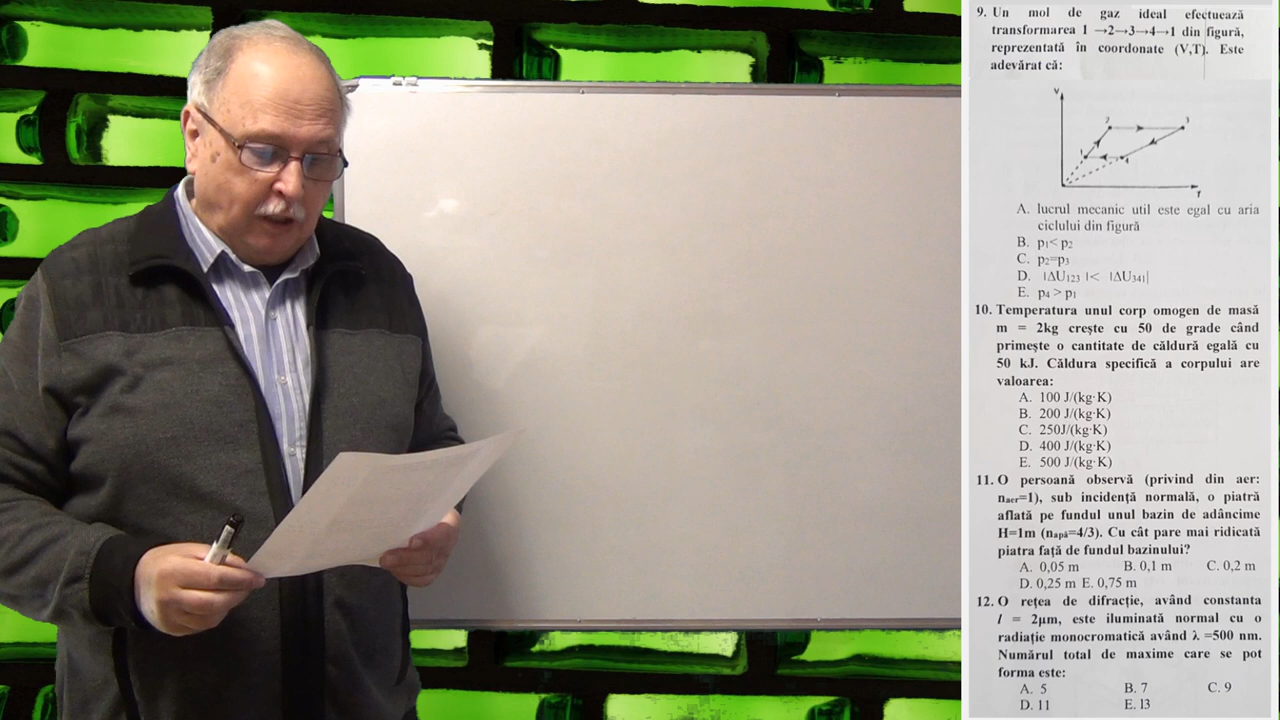 9. Un mol de gaz ideal efectuează
transformarea 1 →2→3→4→1 din figură,
reprezentată în coordonate (V,T). Este
adevărat că:
V
2
3
1
4
T
A. lucrul mecanic util este egal cu aria
ciclului din figură
B. p₁< p₂
C. p₂=p₃
D. |ΔU₁₂₃ |< |ΔU₃₄₁|
E. p₄ > p₁
10. Temperatura unul corp omogen de masă
m = 2kg crește cu 50 de grade când
primește o cantitate de căldură egală cu
50 kJ. Căldura specifică a corpului are
valoarea:
A. 100 J/(kg·K)
B. 200 J/(kg·K)
C. 250J/(kg·K)
D. 400 J/(kg·K)
E. 500 J/(kg·K)
11. O persoană observă (privind din aer:
nₐₑᵣ=1), sub incidență normală, o piatră
aflată pe fundul unul bazin de adâncime
H=1m (nₐₚă=4/3). Cu cât pare mai ridicată
piatra față de fundul bazinului?
A. 0,05 m B. 0,1 m C. 0,2 m
D. 0,25 m E. 0,75 m
12. O rețea de difracție, având constanta
l = 2μm, este iluminată normal cu o
radiație monocromatică având λ =500 nm.
Numărul total de maxime care se pot
forma este:
A. 5 B. 7 C. 9
D. 11 E. 13